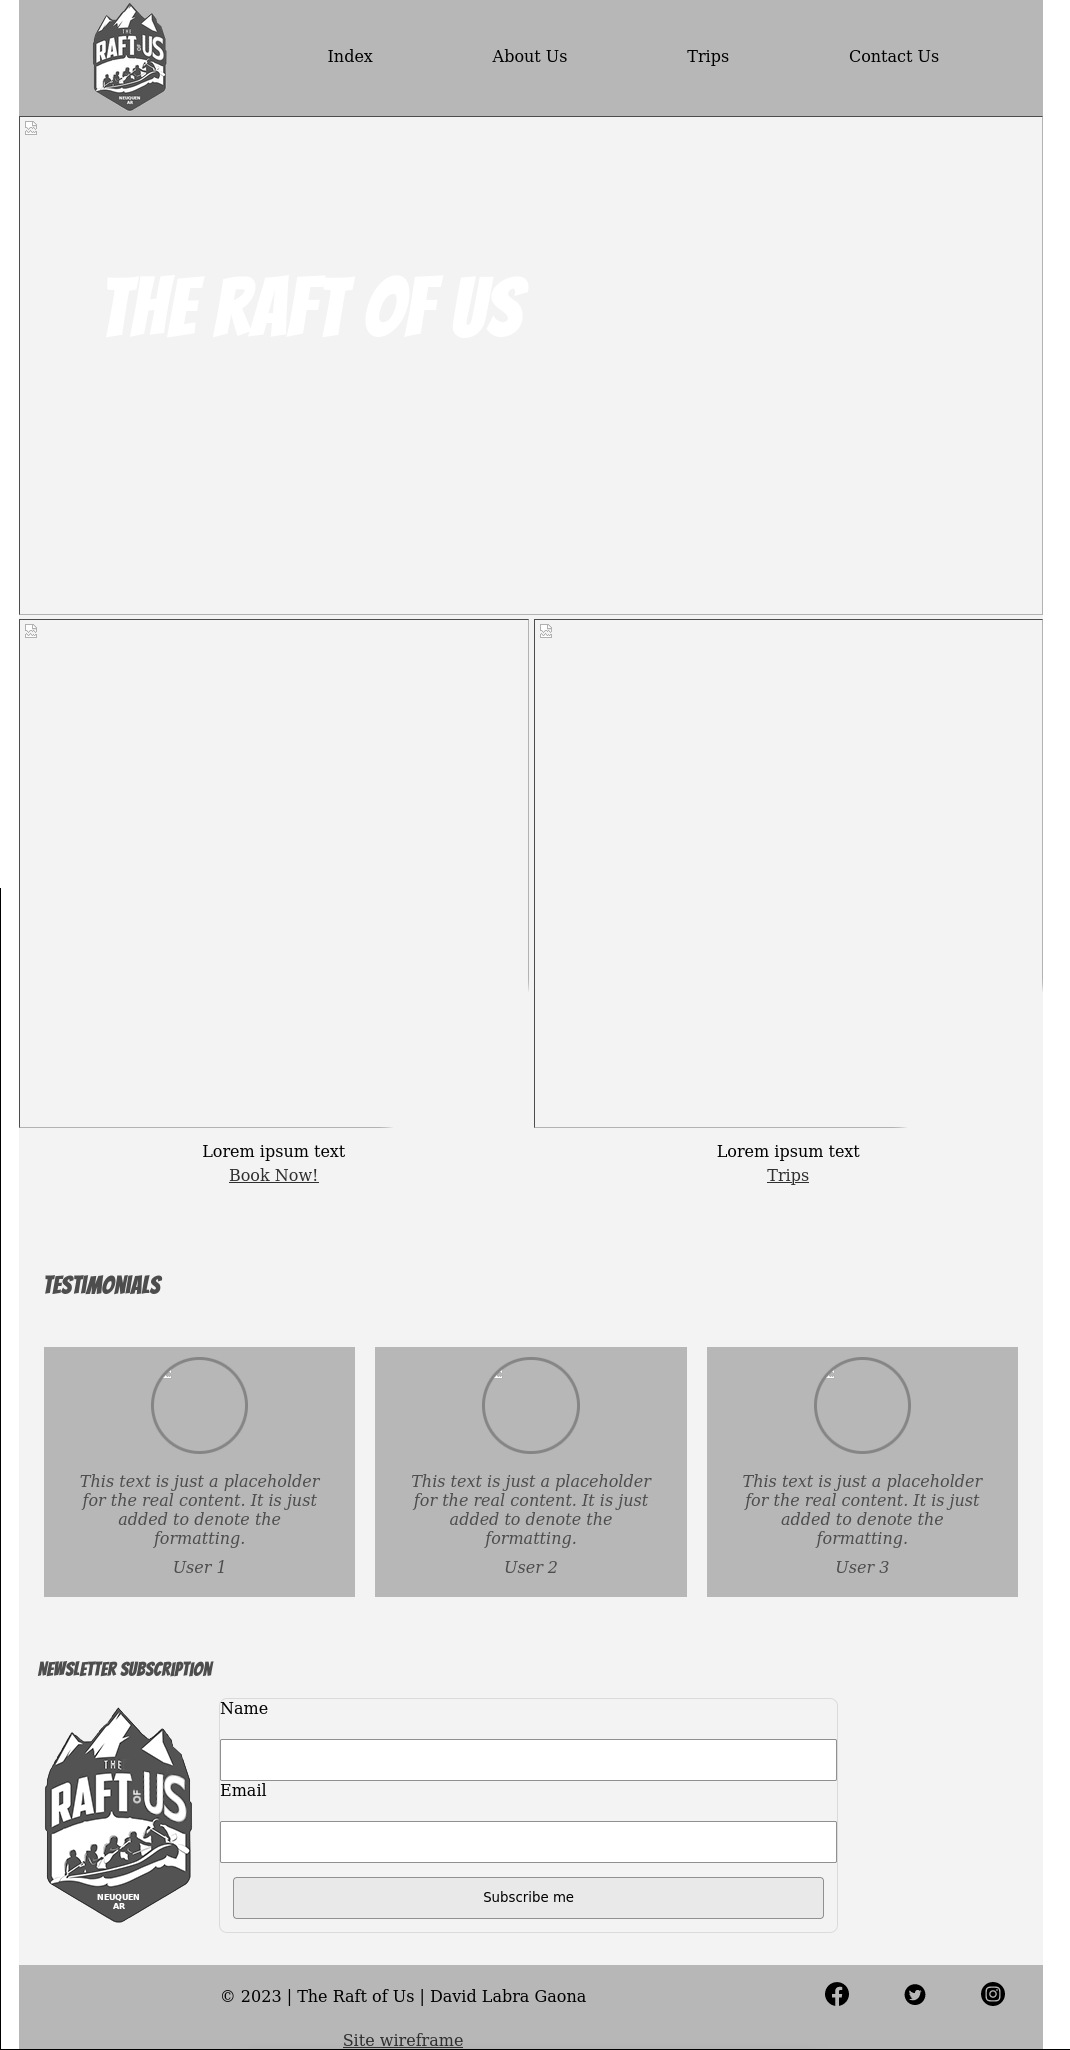 THE
RAFT OF US
NEUQUEN
AR
Index
About Us
Trips
Contact Us
THE RAFT OF US
Lorem ipsum text
Book Now!
Lorem ipsum text
Trips
TESTIMONIALS
This text is just a placeholder
for the real content. It is just
added to denote the
formatting.
User 1
This text is just a placeholder
for the real content. It is just
added to denote the
formatting.
User 2
This text is just a placeholder
for the real content. It is just
added to denote the
formatting.
User 3
NEWSLETTER SUBSCRIPTION
THE
RAFT OF US
NEUQUEN
AR
Name
Email
Subscribe me
© 2023 | The Raft of Us | David Labra Gaona
Site wireframe